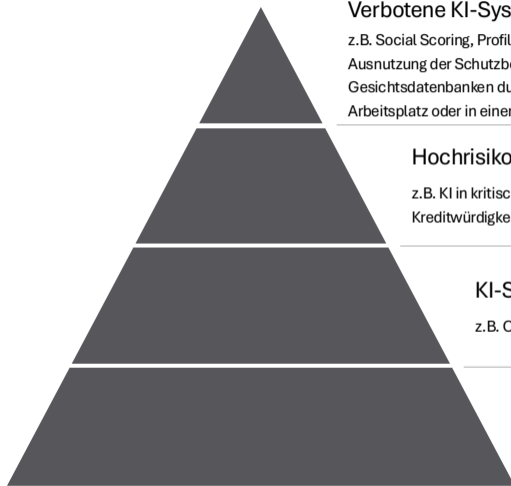 Verbotene KI-Sys
z.B. Social Scoring, Profil
Ausnutzung der Schutzbe
Gesichtsdatenbanken du
Arbeitsplatz oder in einer
Hochrisiko
z.B. KI in kritisc
Kreditwürdigke
KI-S
z.B. C